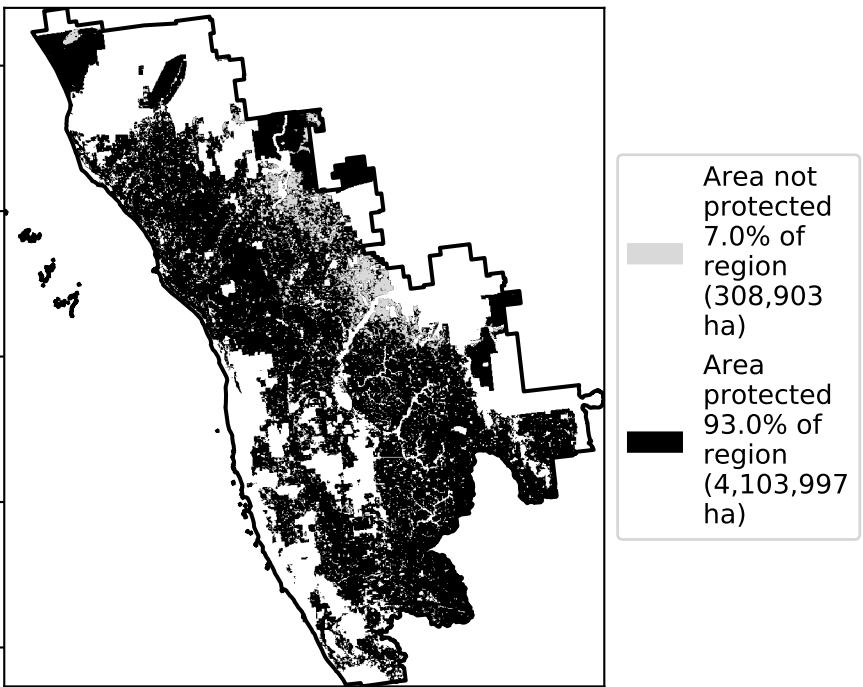 Area not
protected
7.0% of
region
(308,903
ha)
Area
protected
93.0% of
region
(4,103,997
ha)